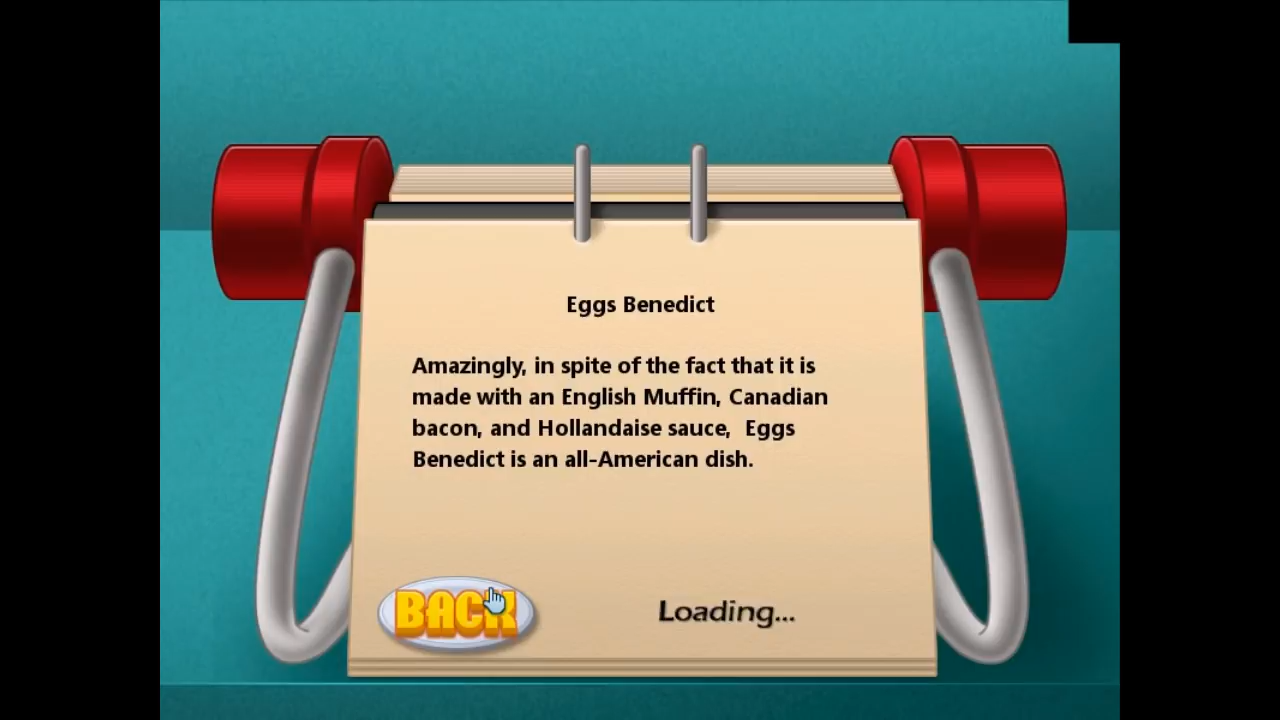 Eggs Benedict
Amazingly, in spite of the fact that it is
made with an English Muffin, Canadian
bacon, and Hollandaise sauce,  Eggs
Benedict is an all-American dish.
BACK
Loading...